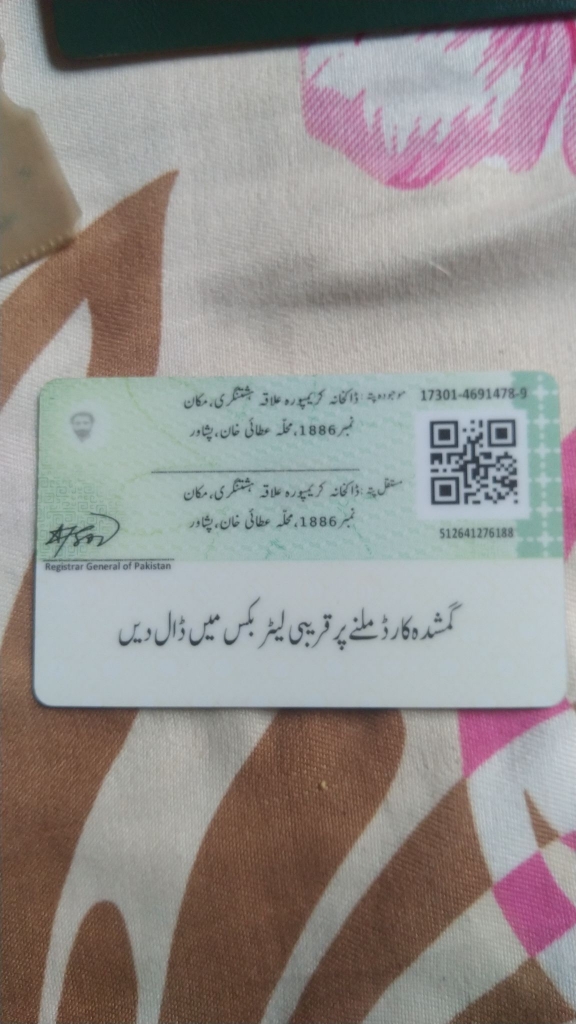 17301-4691478-9
موجودہ پتہ: ڈاکخانہ کریمپورہ علاقہ ہشتنگری، مکان
نمبر 1886، محلّہ عطائی خان، پشاور
مستقل پتہ: ڈاکخانہ کریمپورہ علاقہ ہشتنگری، مکان
نمبر 1886، محلّہ عطائی خان، پشاور
512641276188
Registrar General of Pakistan
گمشدہ کارڈ ملنے پر قریبی لیٹر بکس میں ڈال دیں